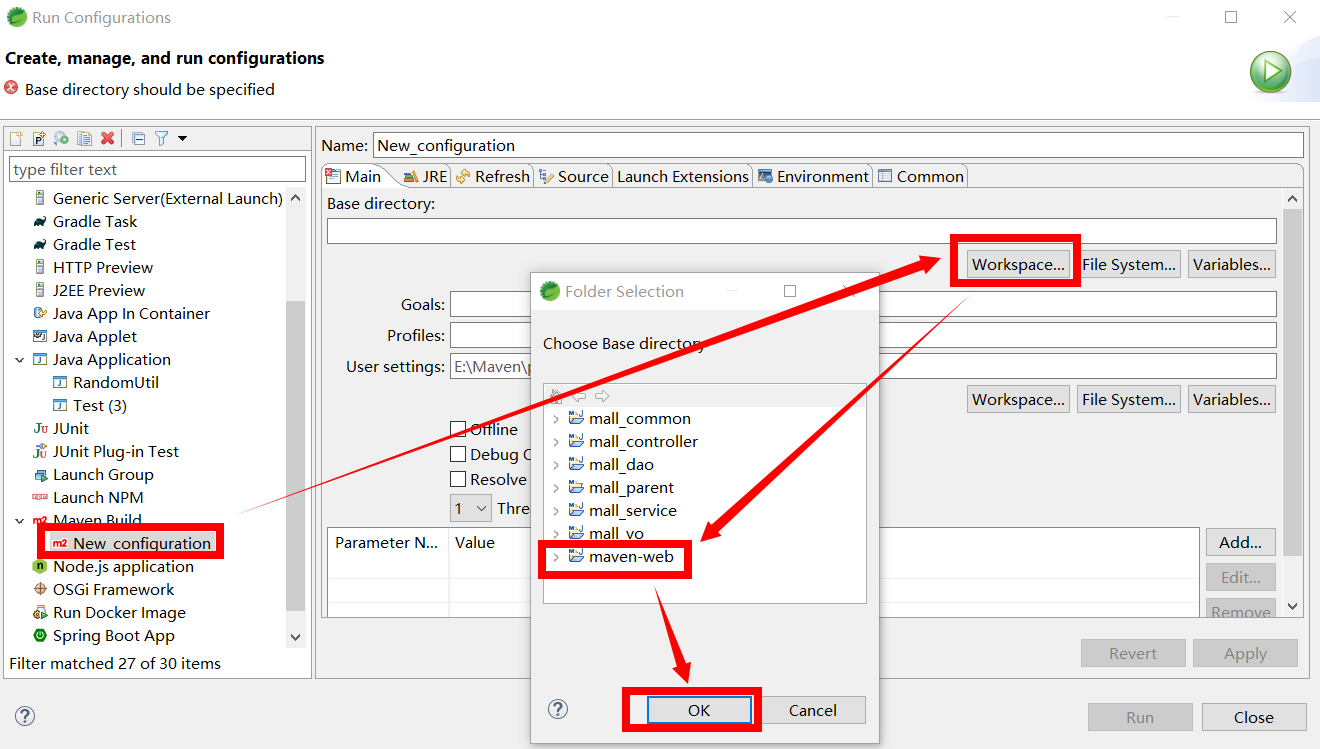 Run Configurations
Create, manage, and run configurations
Base directory should be specified
type filter text
Generic Server(External Launch)
Gradle Task
Gradle Test
HTTP Preview
J2EE Preview
Java App In Container
Java Applet
Java Application
RandomUtil
Test (3)
JUnit
JUnit Plug-in Test
Launch Group
Launch NPM
Maven Build
New_configuration
Node.js application
OSGi Framework
Run Docker Image
Spring Boot App
Filter matched 27 of 30 items
Name: New_configuration
Main JRE Refresh Source Launch Extensions Environment Common
Base directory:
Workspace... File System... Variables...
Goals:
Profiles:
User settings: E:\Maven\
Workspace... File System... Variables...
Offline
Debug
Resolve
1
Parameter N... Value
Add...
Edit...
Remove
Revert Apply
Run Close
Folder Selection
Choose Base directory
mall_common
mall_controller
mall_dao
mall_parent
mall_service
mall_vo
maven-web
OK Cancel